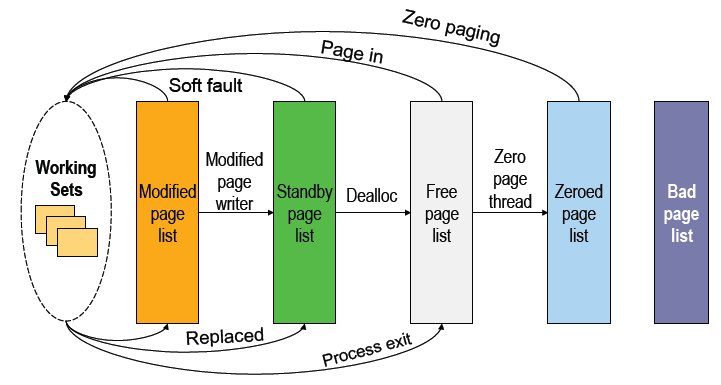 Zero paging
Page in
Soft fault
Working
Sets
Modified
page
list
Modified
page
writer
Standby
page
list
Dealloc
Free
page
list
Zero
page
thread
Zeroed page
list
Bad
page
list
Replaced
Process exit